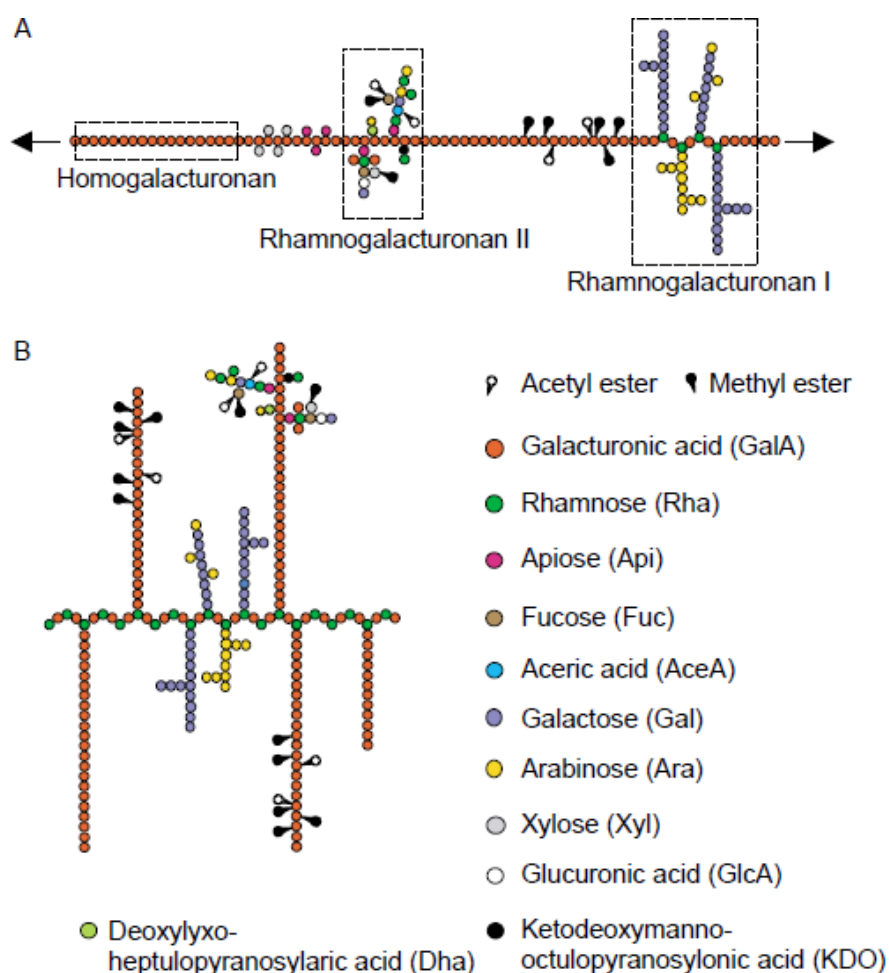 A
Homogalacturonan
Rhamnogalacturonan II
Rhamnogalacturonan I
B
Acetyl ester
Methyl ester
Galacturonic acid (GalA)
Rhamnose (Rha)
Apiose (Api)
Fucose (Fuc)
Aceric acid (AceA)
Galactose (Gal)
Arabinose (Ara)
Xylose (Xyl)
Glucuronic acid (GlcA)
Deoxylyxo-
heptulopyranosylaric acid (Dha)
Ketodeoxymanno-
octulopyranosylonic acid (KDO)